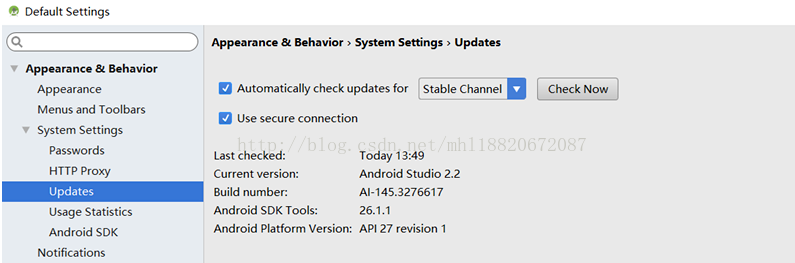 Default Settings
Appearance & Behavior › System Settings › Updates
Appearance & Behavior
Appearance
Menus and Toolbars
System Settings
Passwords
HTTP Proxy
Updates
Usage Statistics
Android SDK
Notifications
Automatically check updates for Stable Channel Check Now
Use secure connection
http://blog.csdn.net/mhl18820672087
Last checked: Today 13:49
Current version: Android Studio 2.2
Build number: AI-145.3276617
Android SDK Tools: 26.1.1
Android Platform Version: API 27 revision 1